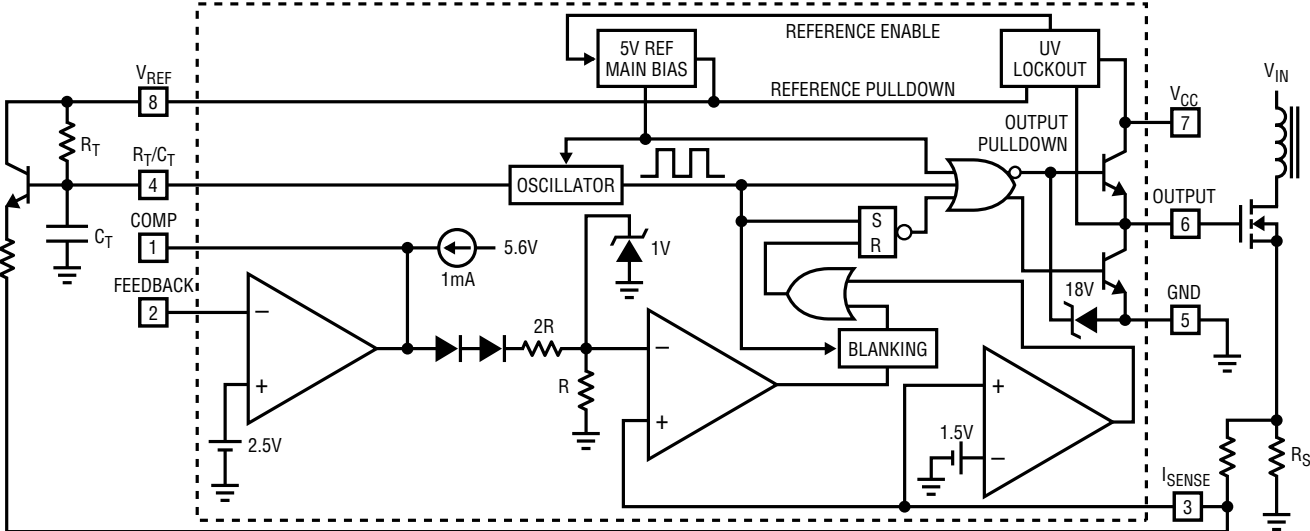 REFERENCE ENABLE
5V REF
MAIN BIAS
UV
LOCKOUT
VREF
8
REFERENCE PULLDOWN
VIN
VCC
7
RT
OUTPUT
PULLDOWN
RT/CT
4
OSCILLATOR
OUTPUT
6
COMP
1
CT
S
R
5.6V
1mA
1V
FEEDBACK
2
18V
GND
5
−
+
2R
−
+
BLANKING
R
2.5V
+
−
1.5V
ISENSE
3
RS